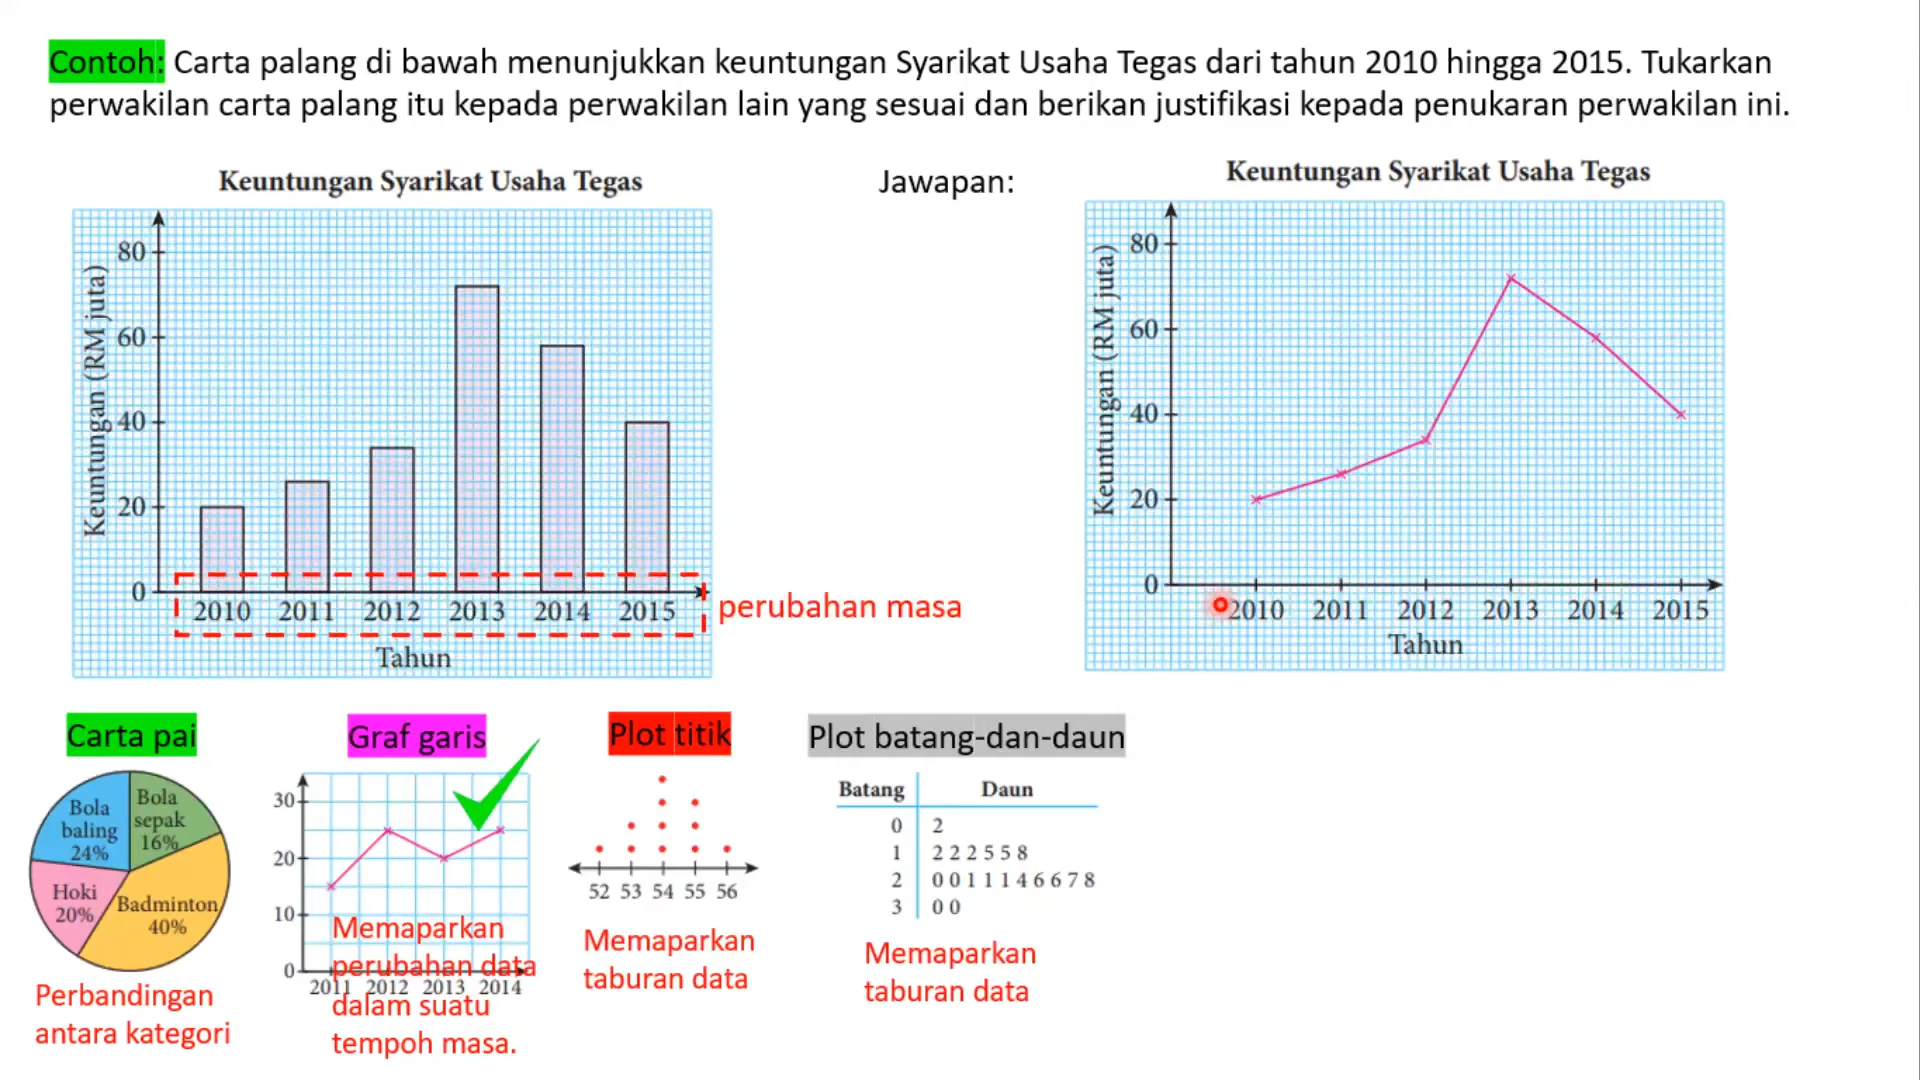 Contoh: Carta palang di bawah menunjukkan keuntungan Syarikat Usaha Tegas dari tahun 2010 hingga 2015. Tukarkan
perwakilan carta palang itu kepada perwakilan lain yang sesuai dan berikan justifikasi kepada penukaran perwakilan ini.
Keuntungan Syarikat Usaha Tegas
Keuntungan (RM juta)
80
60
40
20
0
2010 2011 2012 2013 2014 2015
Tahun
perubahan masa
Jawapan:
Keuntungan Syarikat Usaha Tegas
Keuntungan (RM juta)
80
60
40
20
0
2010 2011 2012 2013 2014 2015
Tahun
Carta pai
Bola
baling
24%
Bola
sepak
16%
Hoki
20%
Badminton
40%
Perbandingan
antara kategori
Graf garis
30
20
10
0
2011 2012 2013 2014
Memaparkan
perubahan data
dalam suatu
tempoh masa.
Plot titik
52 53 54 55 56
Memaparkan
taburan data
Plot batang-dan-daun
Batang Daun
0 2
1 2 2 2 5 5 8
2 0 0 1 1 1 4 6 6 7 8
3 0 0
Memaparkan
taburan data